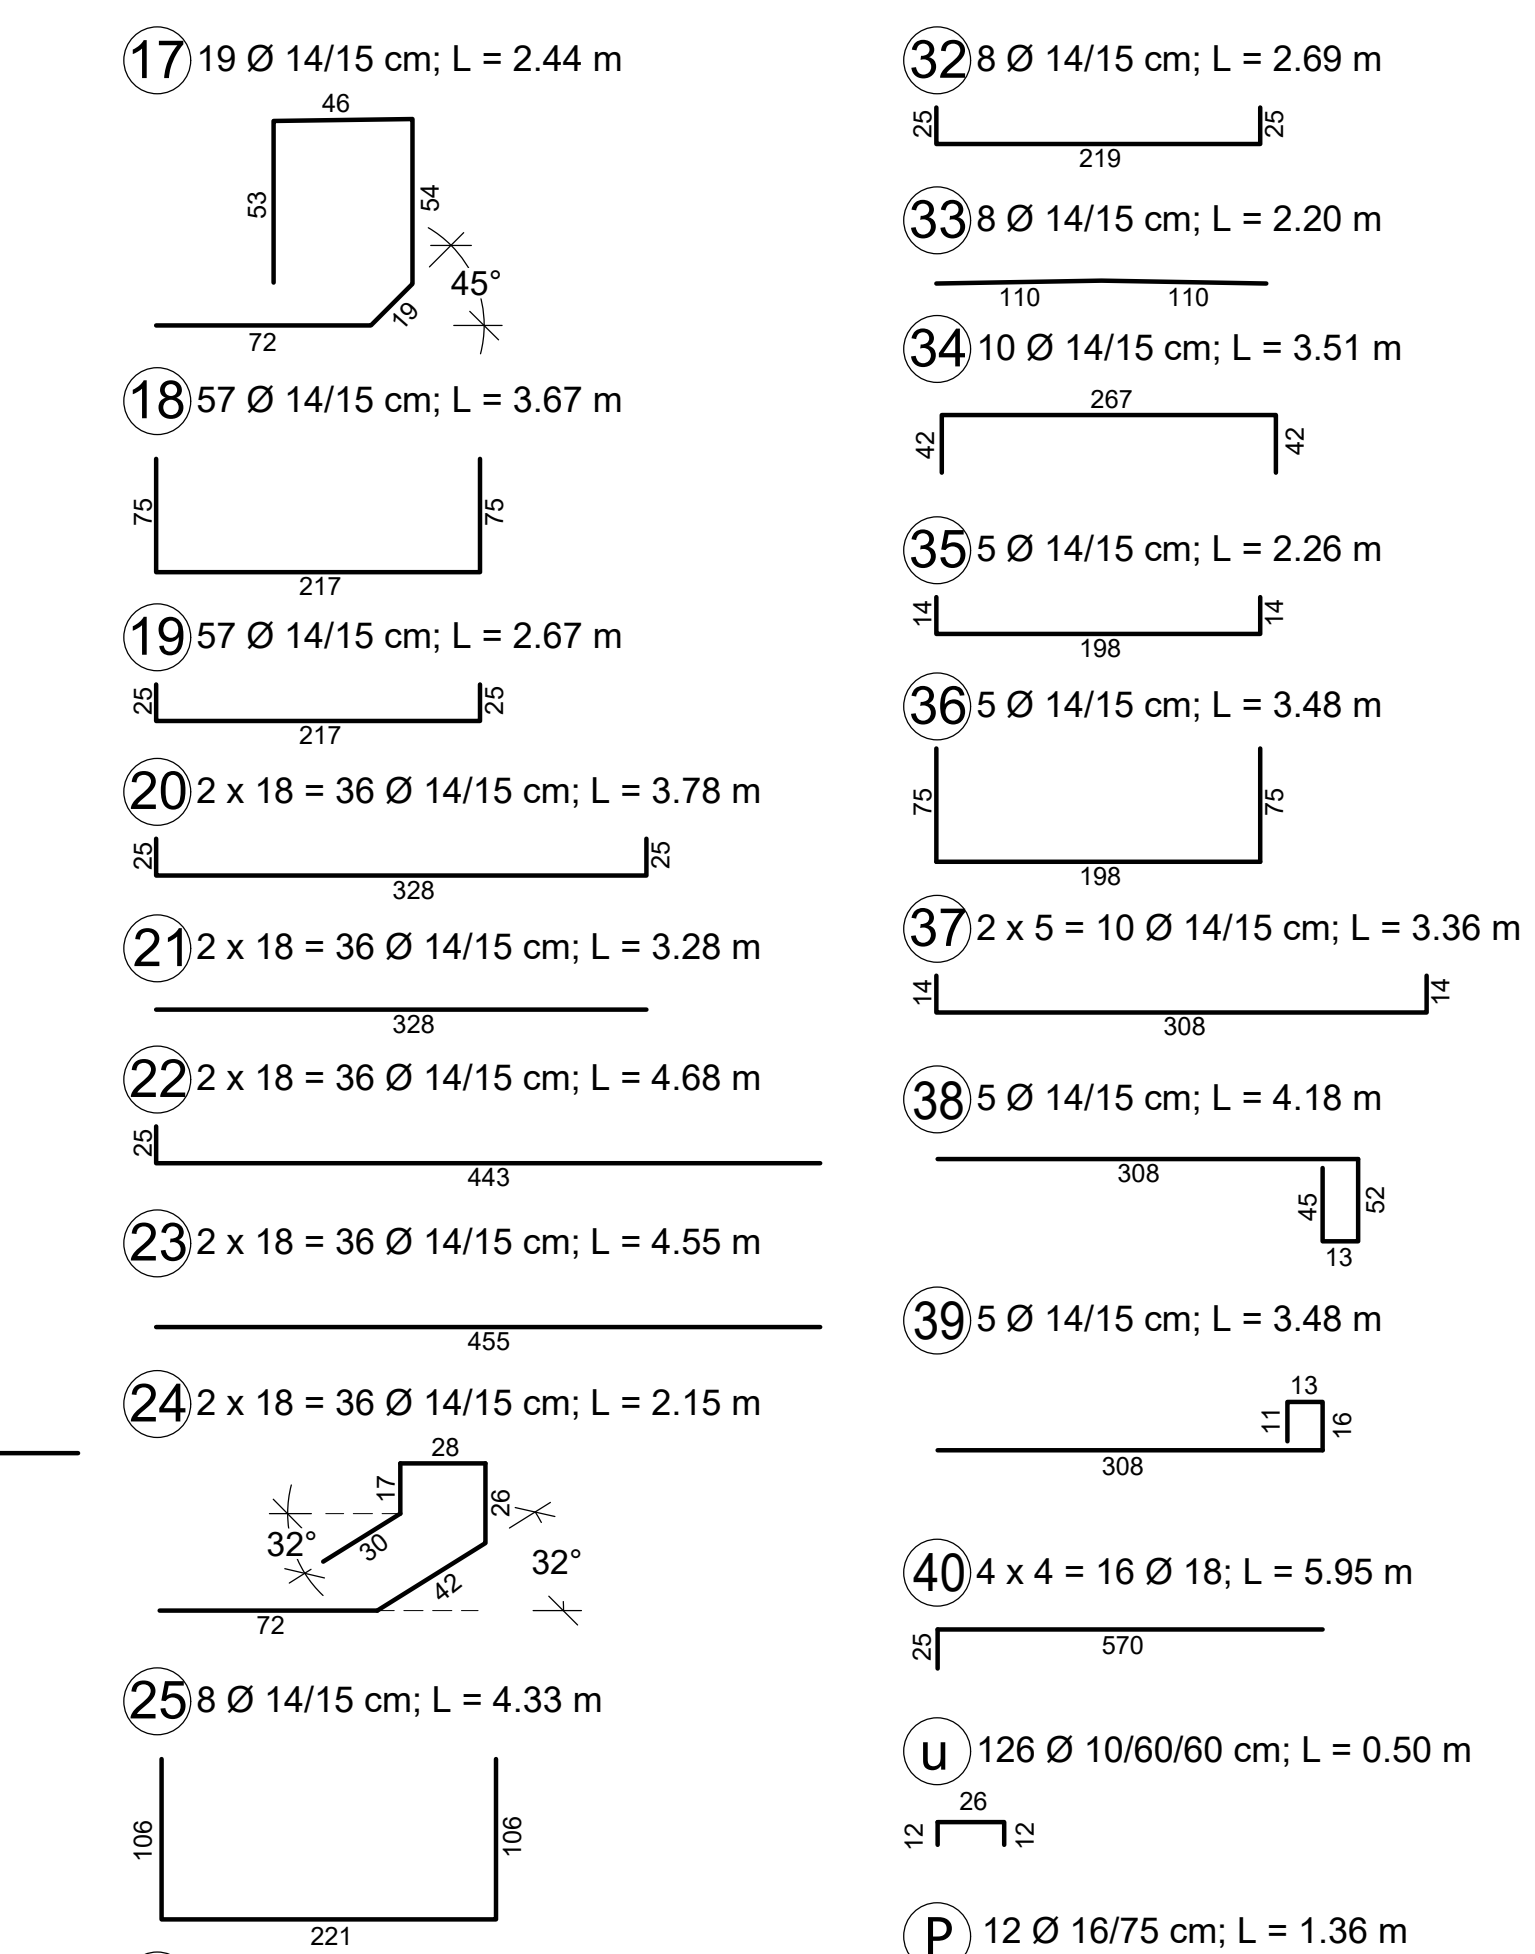 17 19 Ø 14/15 cm; L = 2.44 m
46
53
54
45°
19
72
18 57 Ø 14/15 cm; L = 3.67 m
75
75
217
19 57 Ø 14/15 cm; L = 2.67 m
25
25
217
20 2 x 18 = 36 Ø 14/15 cm; L = 3.78 m
25
25
328
21 2 x 18 = 36 Ø 14/15 cm; L = 3.28 m
328
22 2 x 18 = 36 Ø 14/15 cm; L = 4.68 m
25
443
23 2 x 18 = 36 Ø 14/15 cm; L = 4.55 m
455
24 2 x 18 = 36 Ø 14/15 cm; L = 2.15 m
28
17
26
32°
30
32°
42
72
25 8 Ø 14/15 cm; L = 4.33 m
106
106
221
32 8 Ø 14/15 cm; L = 2.69 m
25
25
219
33 8 Ø 14/15 cm; L = 2.20 m
110 110
34 10 Ø 14/15 cm; L = 3.51 m
267
42
42
35 5 Ø 14/15 cm; L = 2.26 m
14
14
198
36 5 Ø 14/15 cm; L = 3.48 m
75
75
198
37 2 x 5 = 10 Ø 14/15 cm; L = 3.36 m
14
14
308
38 5 Ø 14/15 cm; L = 4.18 m
308
45
52
13
39 5 Ø 14/15 cm; L = 3.48 m
13
11
16
308
40 4 x 4 = 16 Ø 18; L = 5.95 m
25
570
u 126 Ø 10/60/60 cm; L = 0.50 m
26
12
12
P 12 Ø 16/75 cm; L = 1.36 m